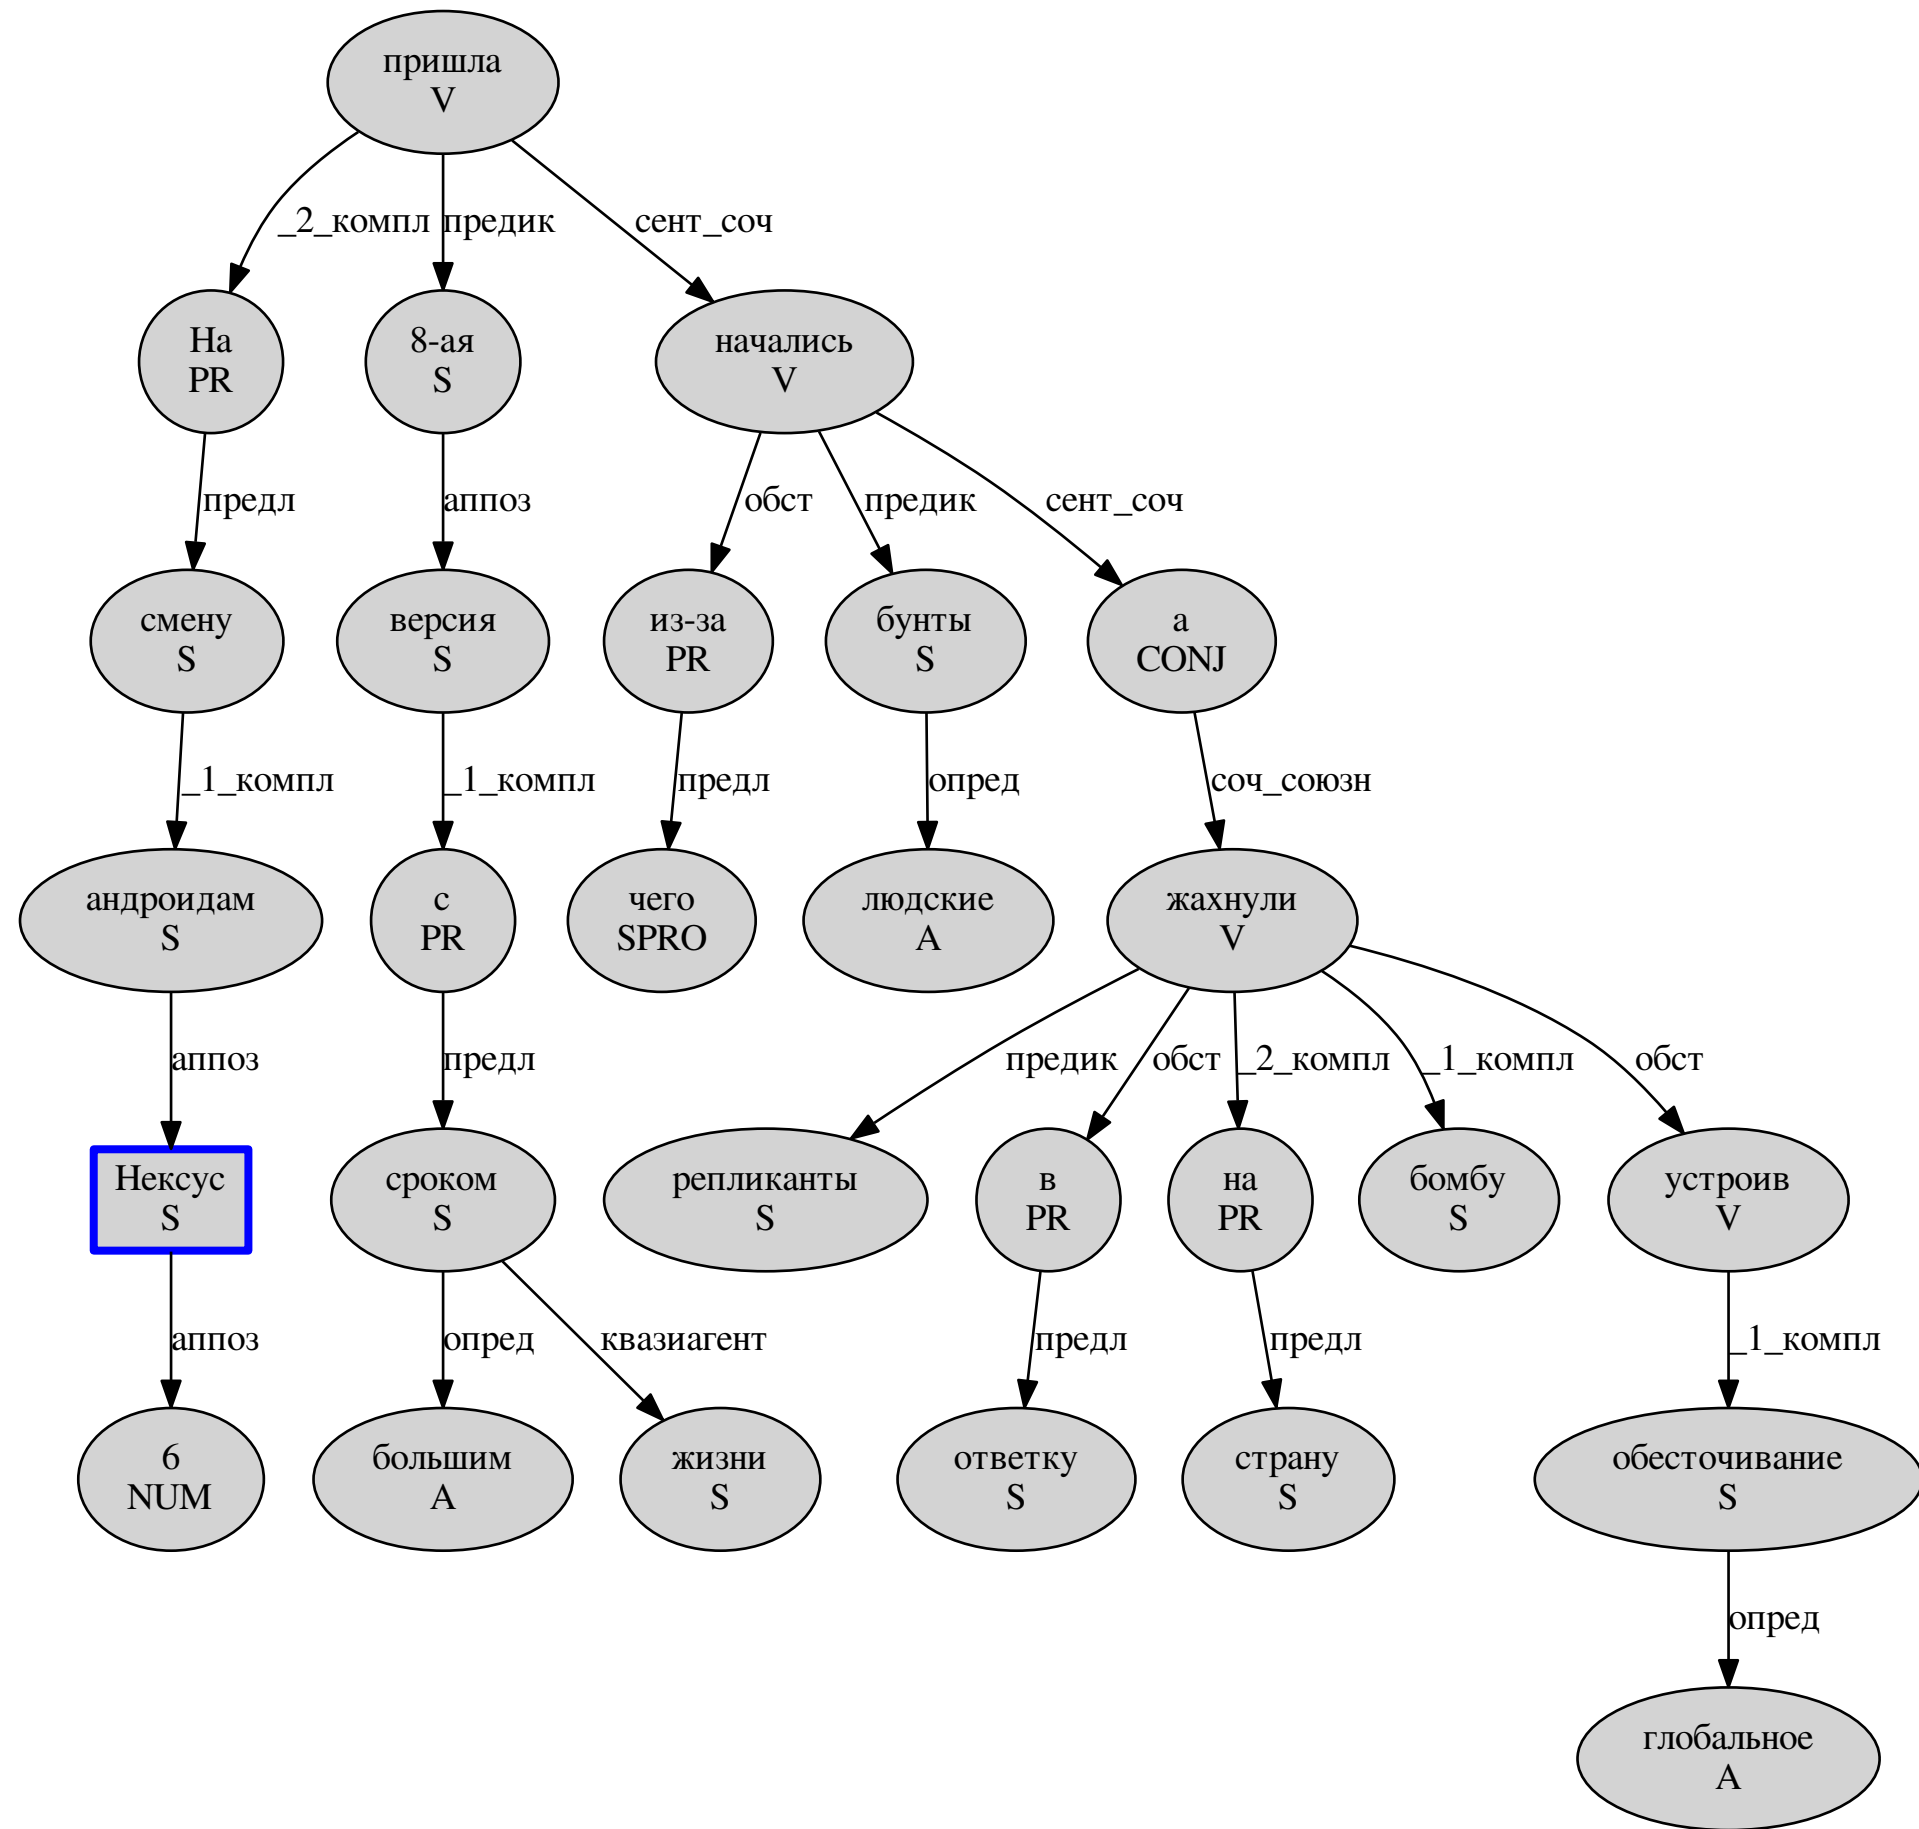 пришла
V
_2_компл
предик
сент_соч
На
PR
8-ая
S
начались
V
предл
аппоз
обст
предик
сент_соч
смену
S
версия
S
из-за
PR
бунты
S
а
CONJ
_1_компл
_1_компл
предл
опред
соч_союзн
андроидам
S
с
PR
чего
SPRO
людские
A
жахнули
V
аппоз
предл
предик
обст
_2_компл
_1_компл
обст
Нексус
S
сроком
S
репликанты
S
в
PR
на
PR
бомбу
S
устроив
V
аппоз
опред
квазиагент
предл
предл
_1_компл
6
NUM
большим
A
жизни
S
ответку
S
страну
S
обесточивание
S
опред
глобальное
A